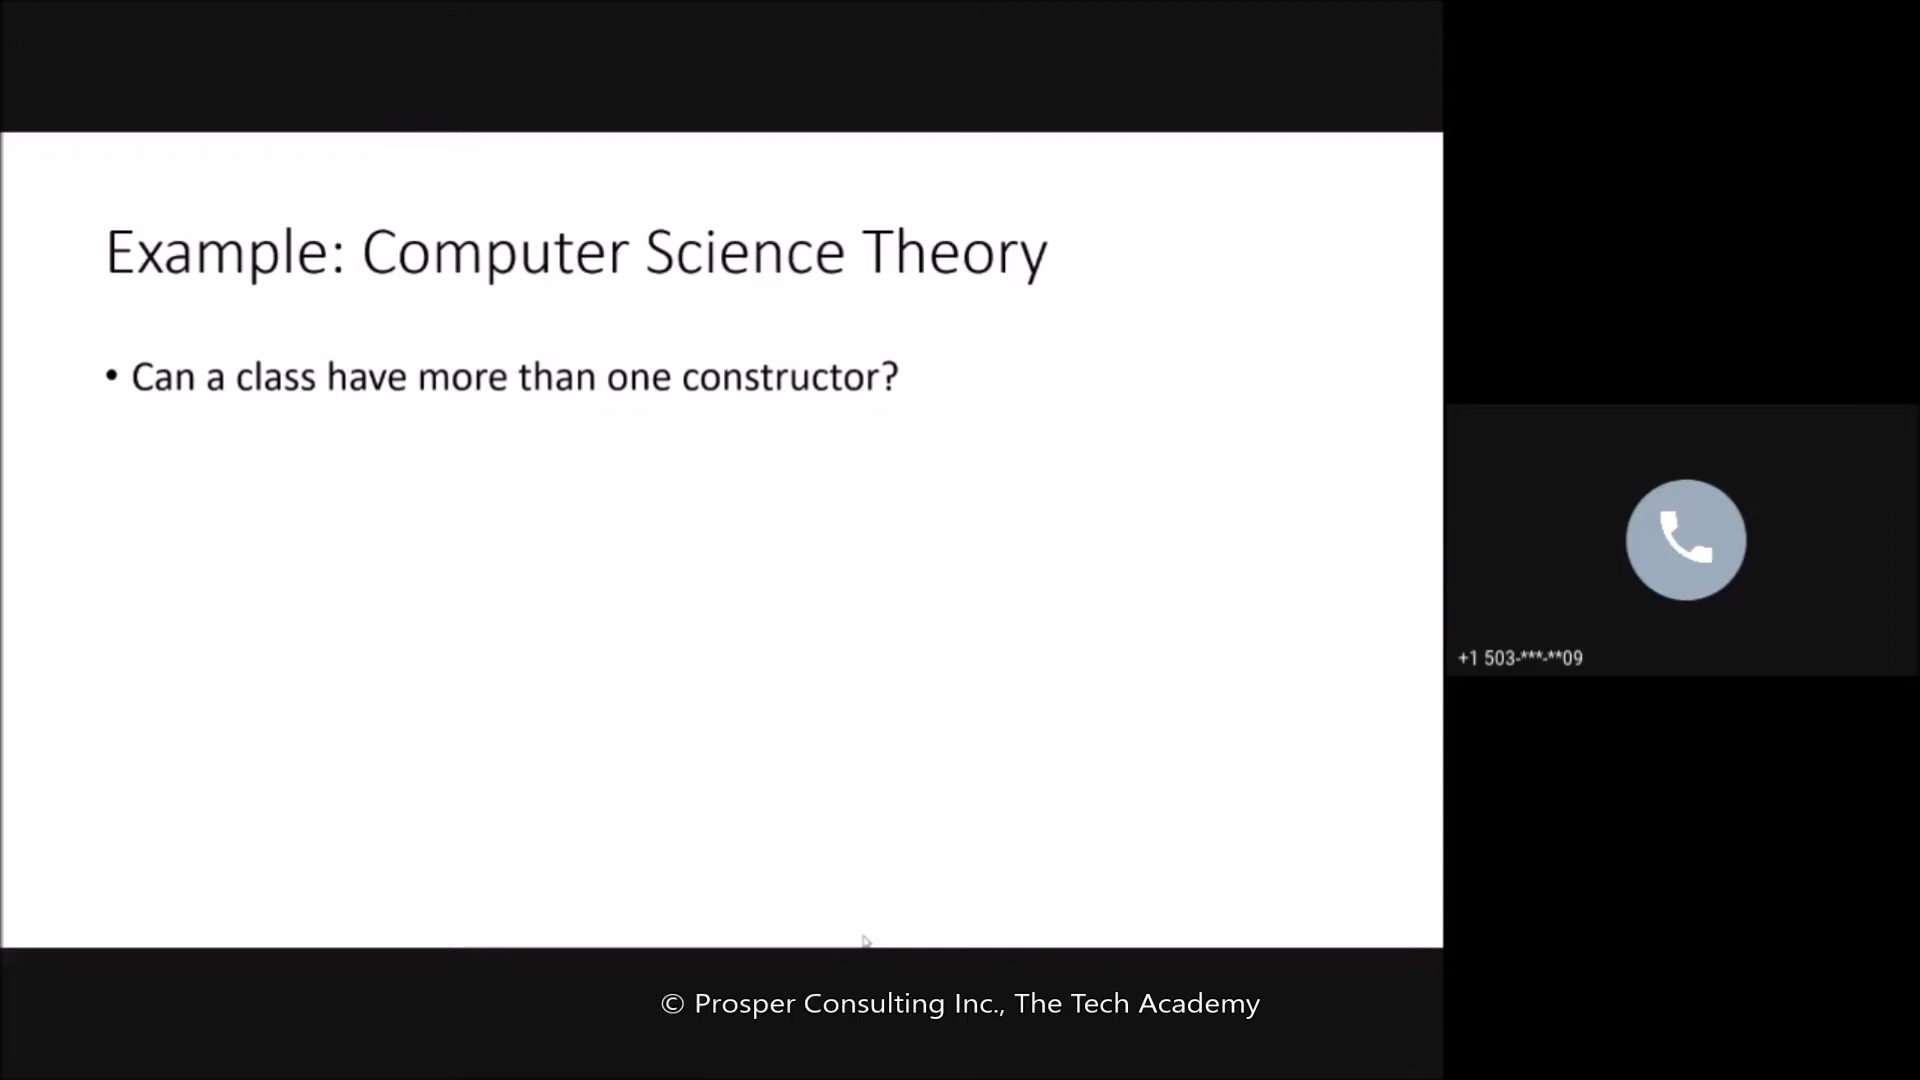 Example: Computer Science Theory
• Can a class have more than one constructor?
+1 503-***-**09
© Prosper Consulting Inc., The Tech Academy